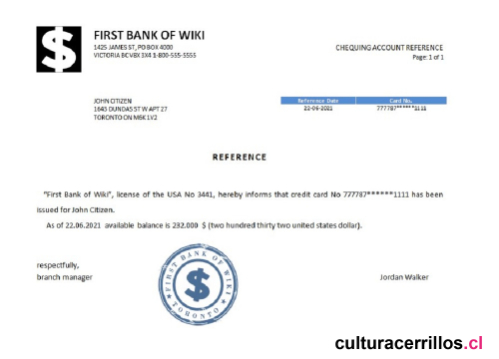 FIRST BANK OF WIKI
1425 JAMES ST, PO BOX 4000
VICTORIA BC V8X 3X4 1-800-555-5555
CHEQUING ACCOUNT REFERENCE
Page: 1 of 1
JOHN CITIZEN
1643 DUNDAS ST W APT 27
TORONTO ON M6K 1V2
Reference Date Card No.
22-06-2021 777787******1111
REFERENCE
"First Bank of Wiki", license of the USA No 3441, hereby informs that credit card No 777787******1111 has been
issued for John Citizen.
As of 22.06.2021 available balance is 232.000 $ (two hundred thirty two united states dollar).
respectfully,
branch manager
Jordan Walker
FIRST BANK OF WIKI
TORONTO
culturacerrillos.cl